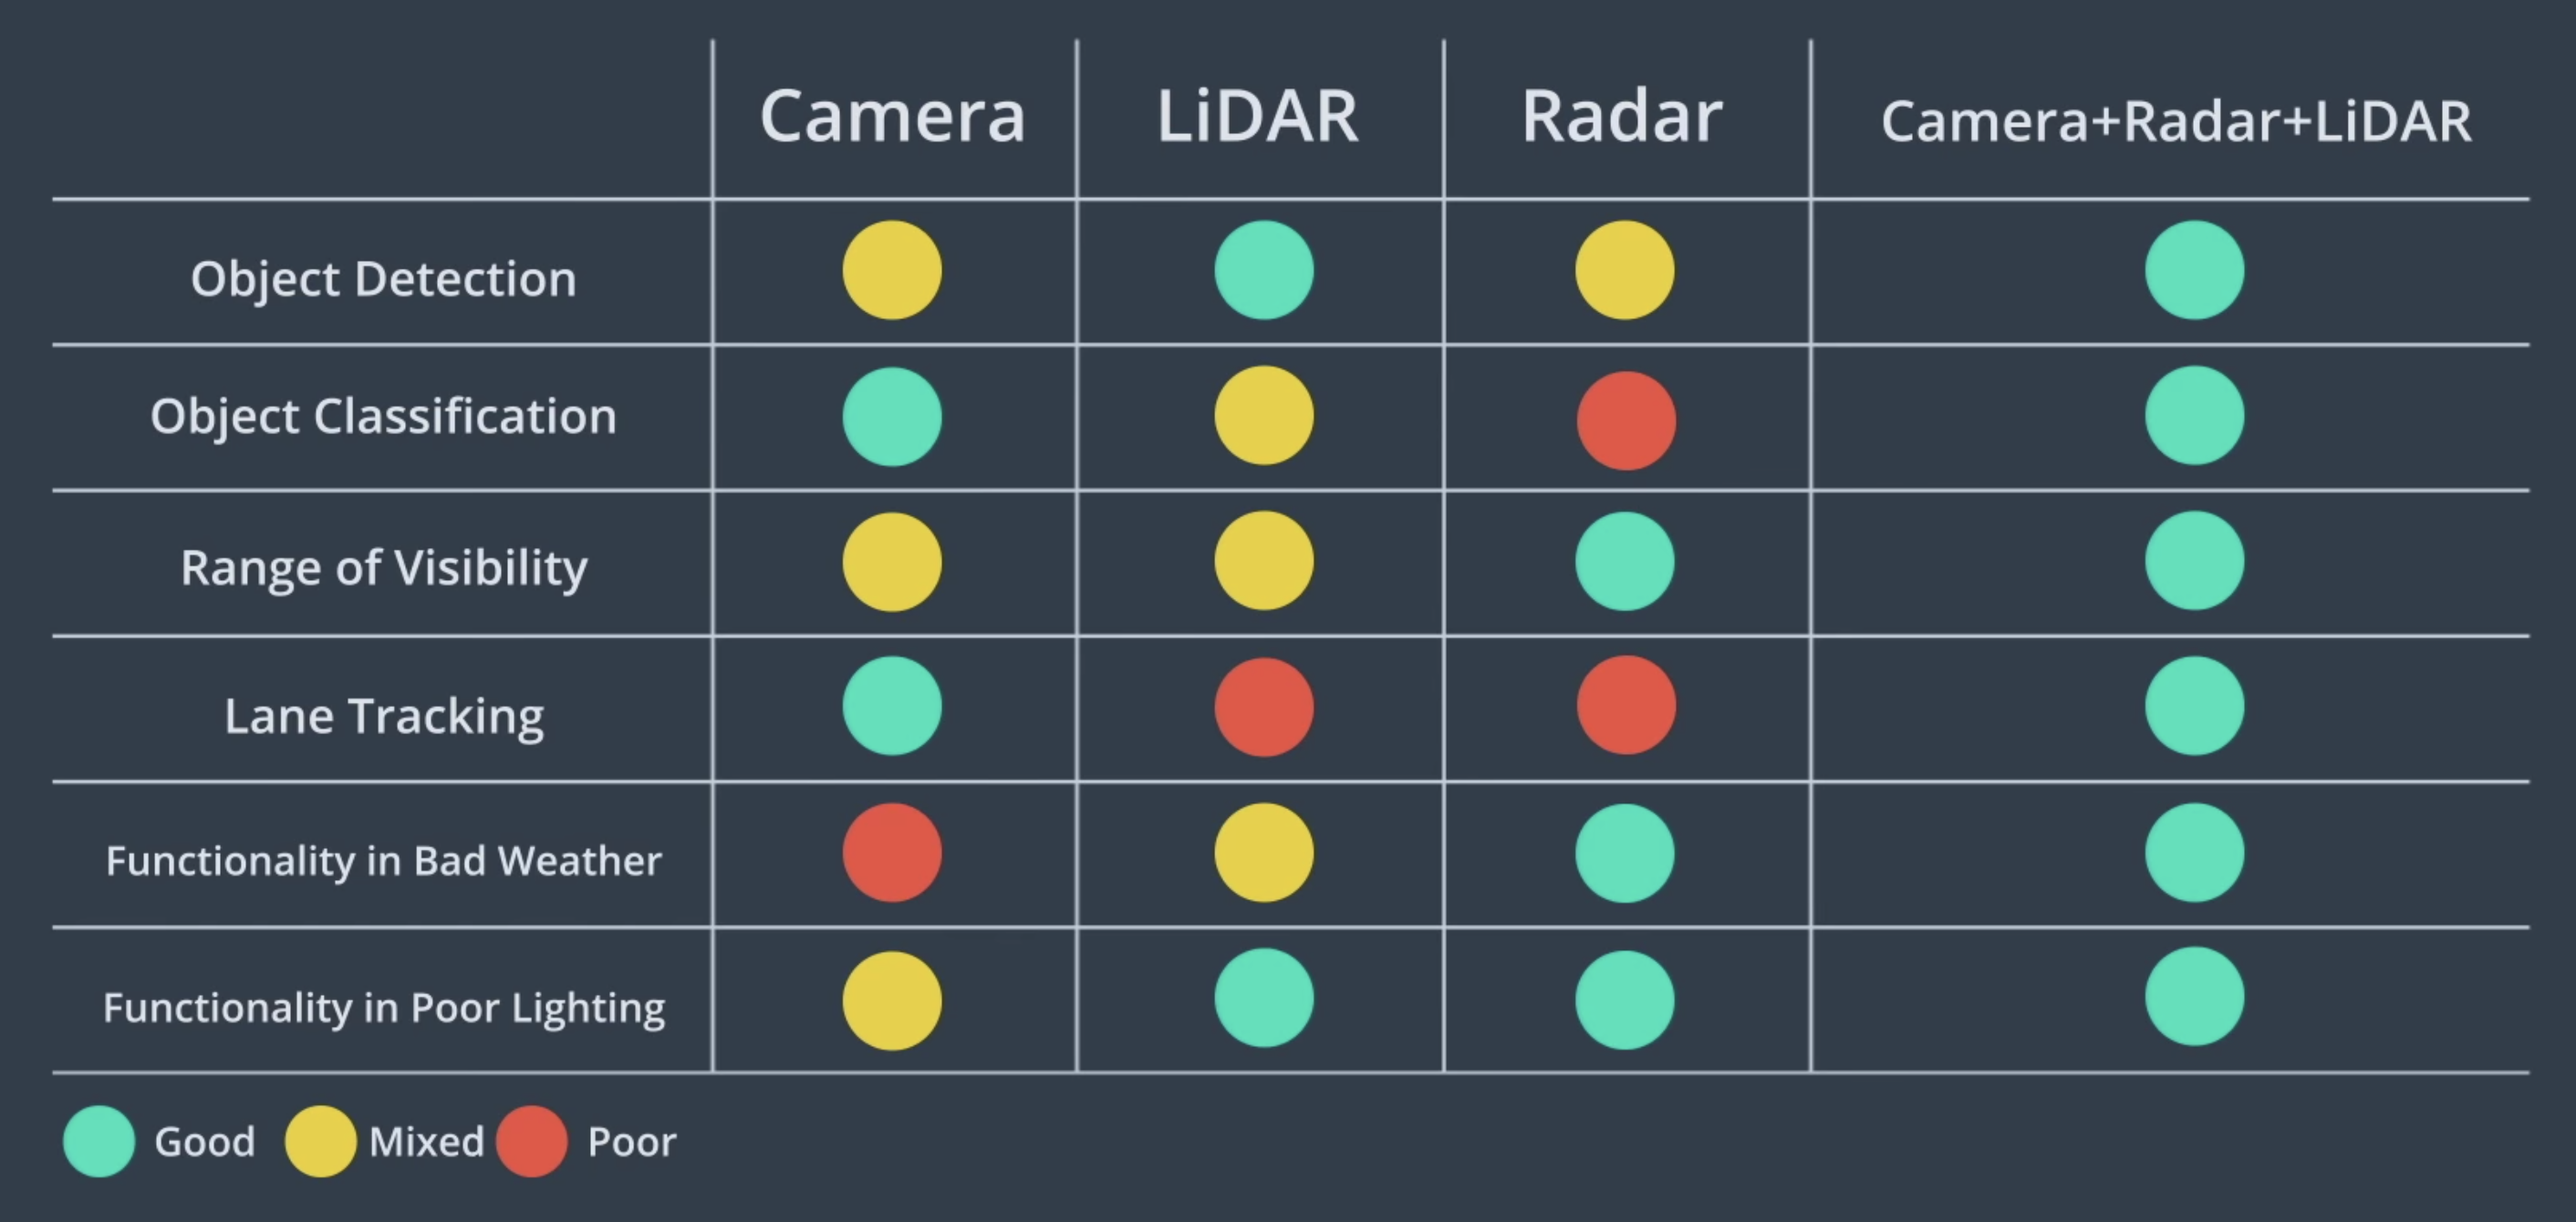 Camera LiDAR Radar Camera+Radar+LiDAR
Object Detection
Object Classification
Range of Visibility
Lane Tracking
Functionality in Bad Weather
Functionality in Poor Lighting
Good Mixed Poor